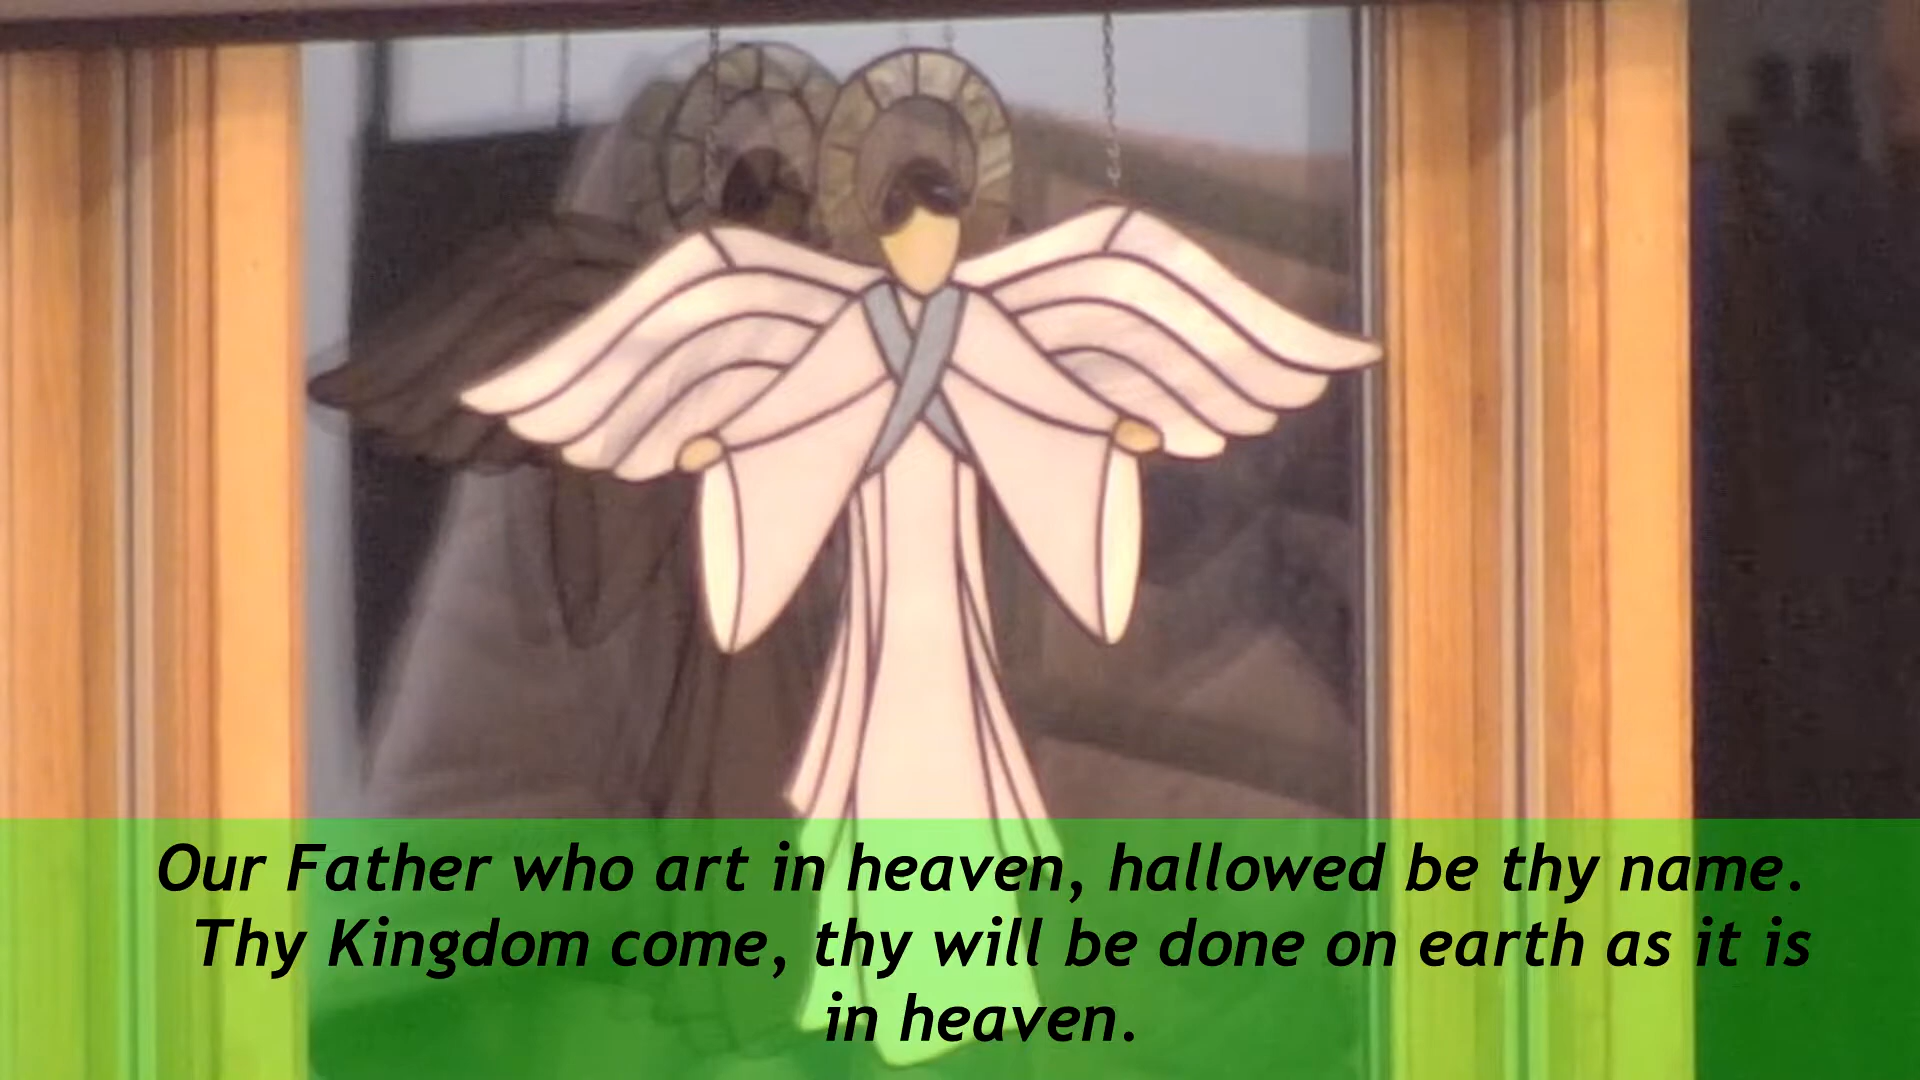 Our Father who art in heaven, hallowed be thy name.
Thy Kingdom come, thy will be done on earth as it is
in heaven.